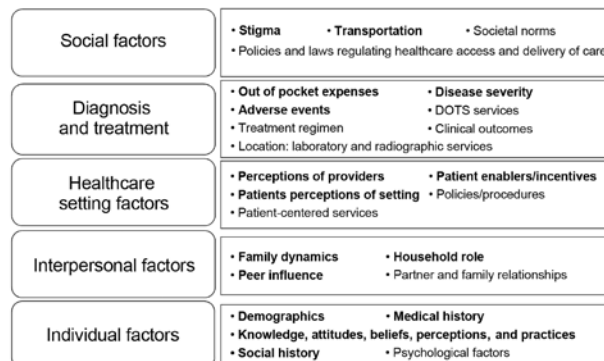 Social factors
• Stigma • Transportation • Societal norms
• Policies and laws regulating healthcare access and delivery of care
Diagnosis
and treatment
• Out of pocket expenses • Disease severity
• Adverse events • DOTS services
• Treatment regimen • Clinical outcomes
• Location: laboratory and radiographic services
Healthcare
setting factors
• Perceptions of providers • Patient enablers/incentives
• Patients perceptions of setting • Policies/procedures
• Patient-centered services
Interpersonal factors
• Family dynamics • Household role
• Peer influence • Partner and family relationships
Individual factors
• Demographics • Medical history
• Knowledge, attitudes, beliefs, perceptions, and practices
• Social history • Psychological factors